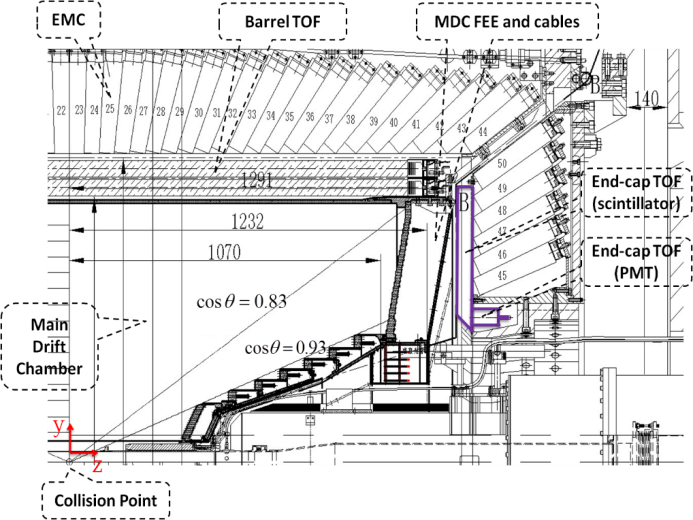 EMC
Barrel TOF
MDC FEE and cables
B
140
22 23 24 25 26 27 28 29 30 31 32 33 34 35 36 37 38 39 40 41 42 43 44
50
49
48
47
46
45
1291
B
End-cap TOF
(scintillator)
1232
1070
End-cap TOF
(PMT)
cosθ=0.83
cosθ=0.93
Main
Drift
Chamber
y
z
Collision Point